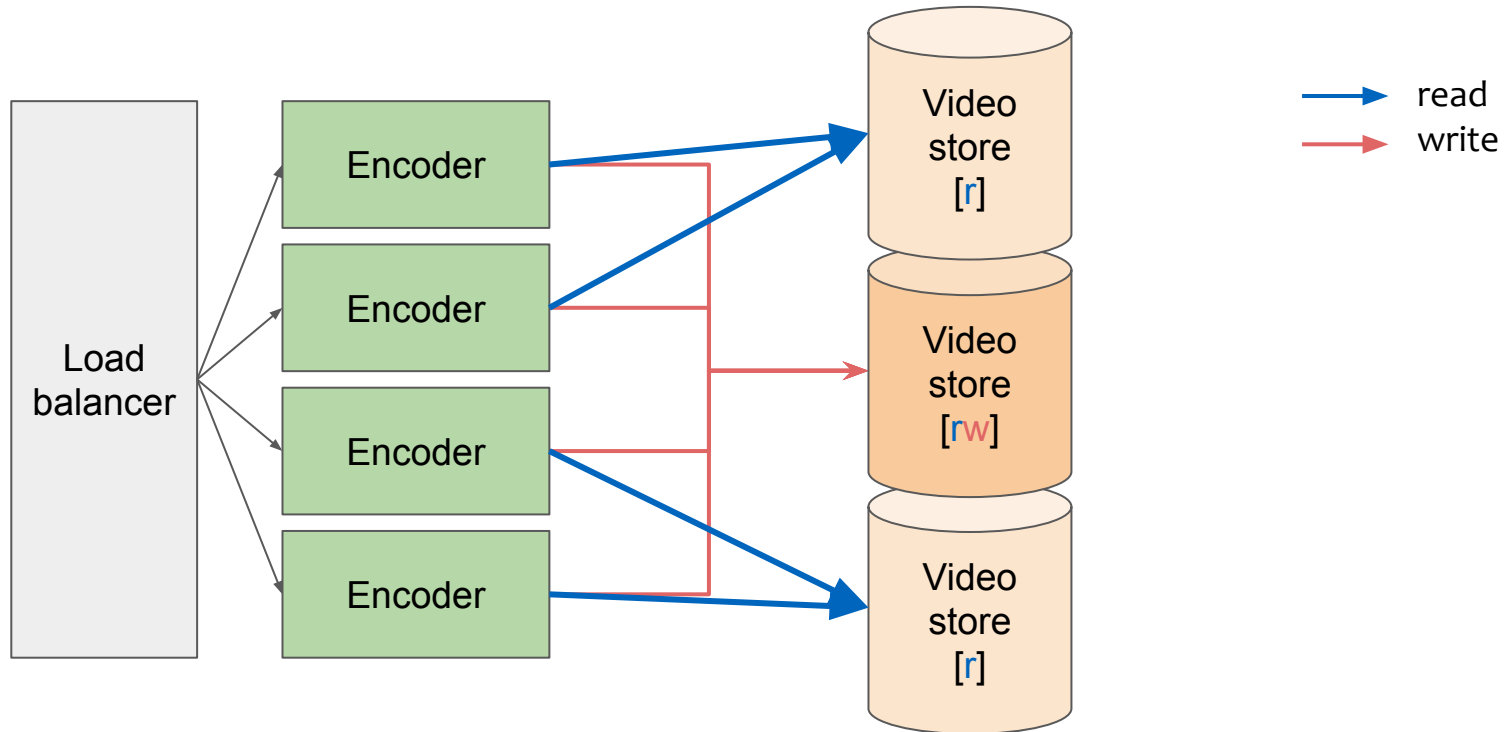 Load
balancer
Encoder
Encoder
Encoder
Encoder
Video
store
[r]
Video
store
[rw]
Video
store
[r]
read
write